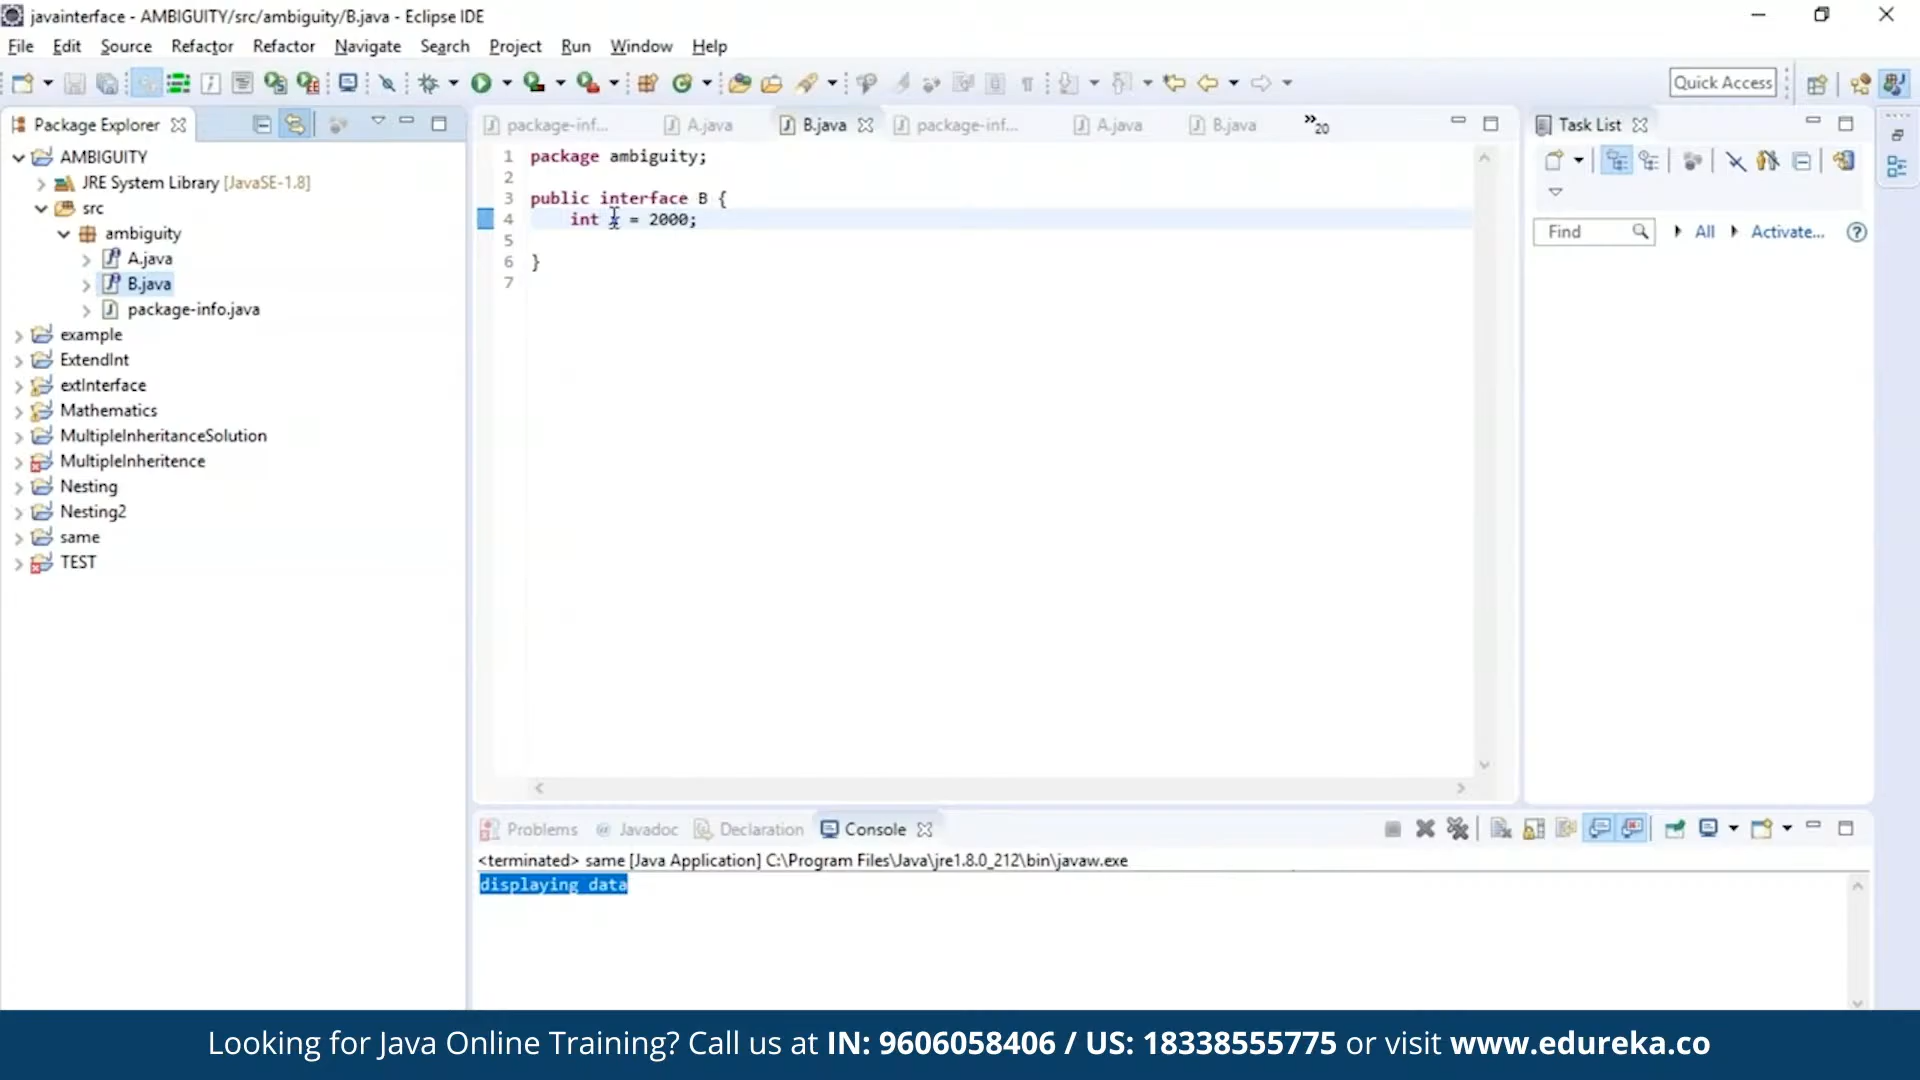 javainterface - AMBIGUITY/src/ambiguity/B.java - Eclipse IDE
File Edit Source Refactor Refactor Navigate Search Project Run Window Help
Quick Access
Package Explorer
AMBIGUITY
JRE System Library [JavaSE-1.8]
src
ambiguity
A.java
B.java
package-info.java
example
ExtendInt
extInterface
Mathematics
MultipleInheritanceSolution
MultipleInheritence
Nesting
Nesting2
same
TEST
package-inf... A.java B.java package-inf... A.java B.java »20
1 package ambiguity;
2
3 public interface B {
4 int x = 2000;
5
6 }
7
Task List
Find All Activate...
Problems @ Javadoc Declaration Console
<terminated> same [Java Application] C:\Program Files\Java\jre1.8.0_212\bin\javaw.exe
displaying data
Looking for Java Online Training? Call us at IN: 9606058406 / US: 18338555775 or visit www.edureka.co